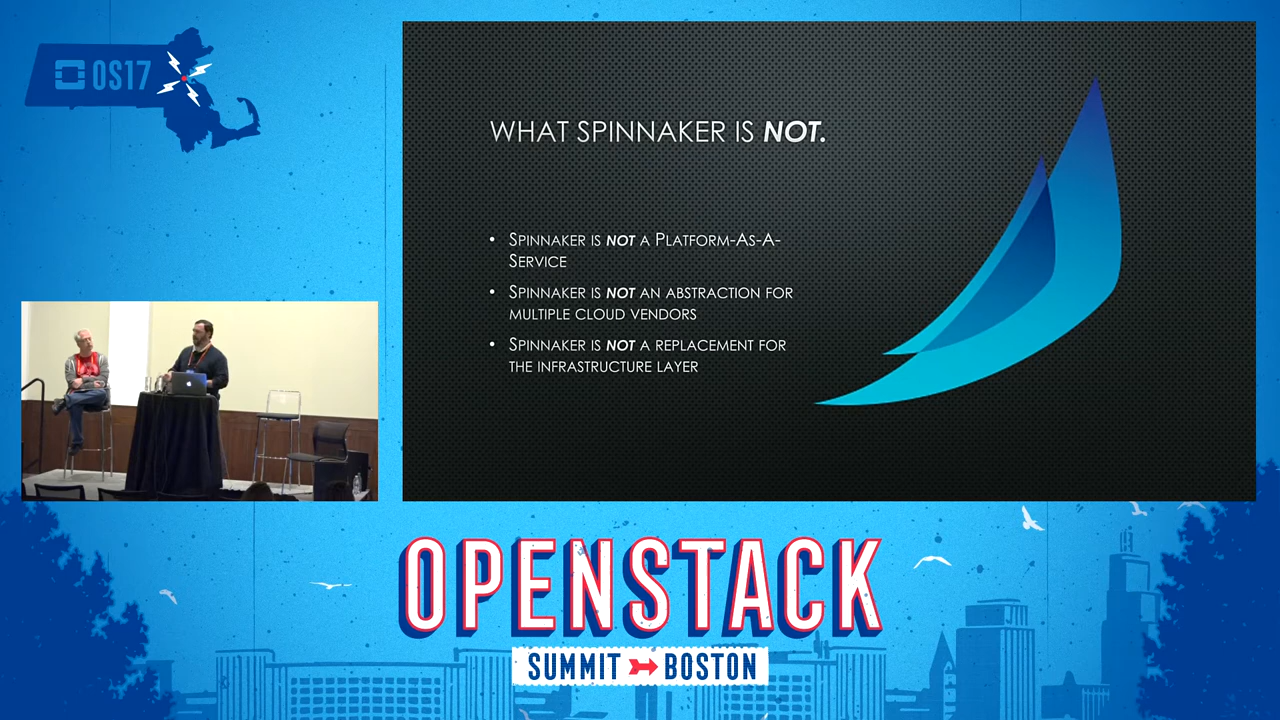 OS17
WHAT SPINNAKER IS NOT.
• SPINNAKER IS NOT A PLATFORM-AS-A-
SERVICE
• SPINNAKER IS NOT AN ABSTRACTION FOR
MULTIPLE CLOUD VENDORS
• SPINNAKER IS NOT A REPLACEMENT FOR
THE INFRASTRUCTURE LAYER
OPENSTACK
SUMMIT BOSTON